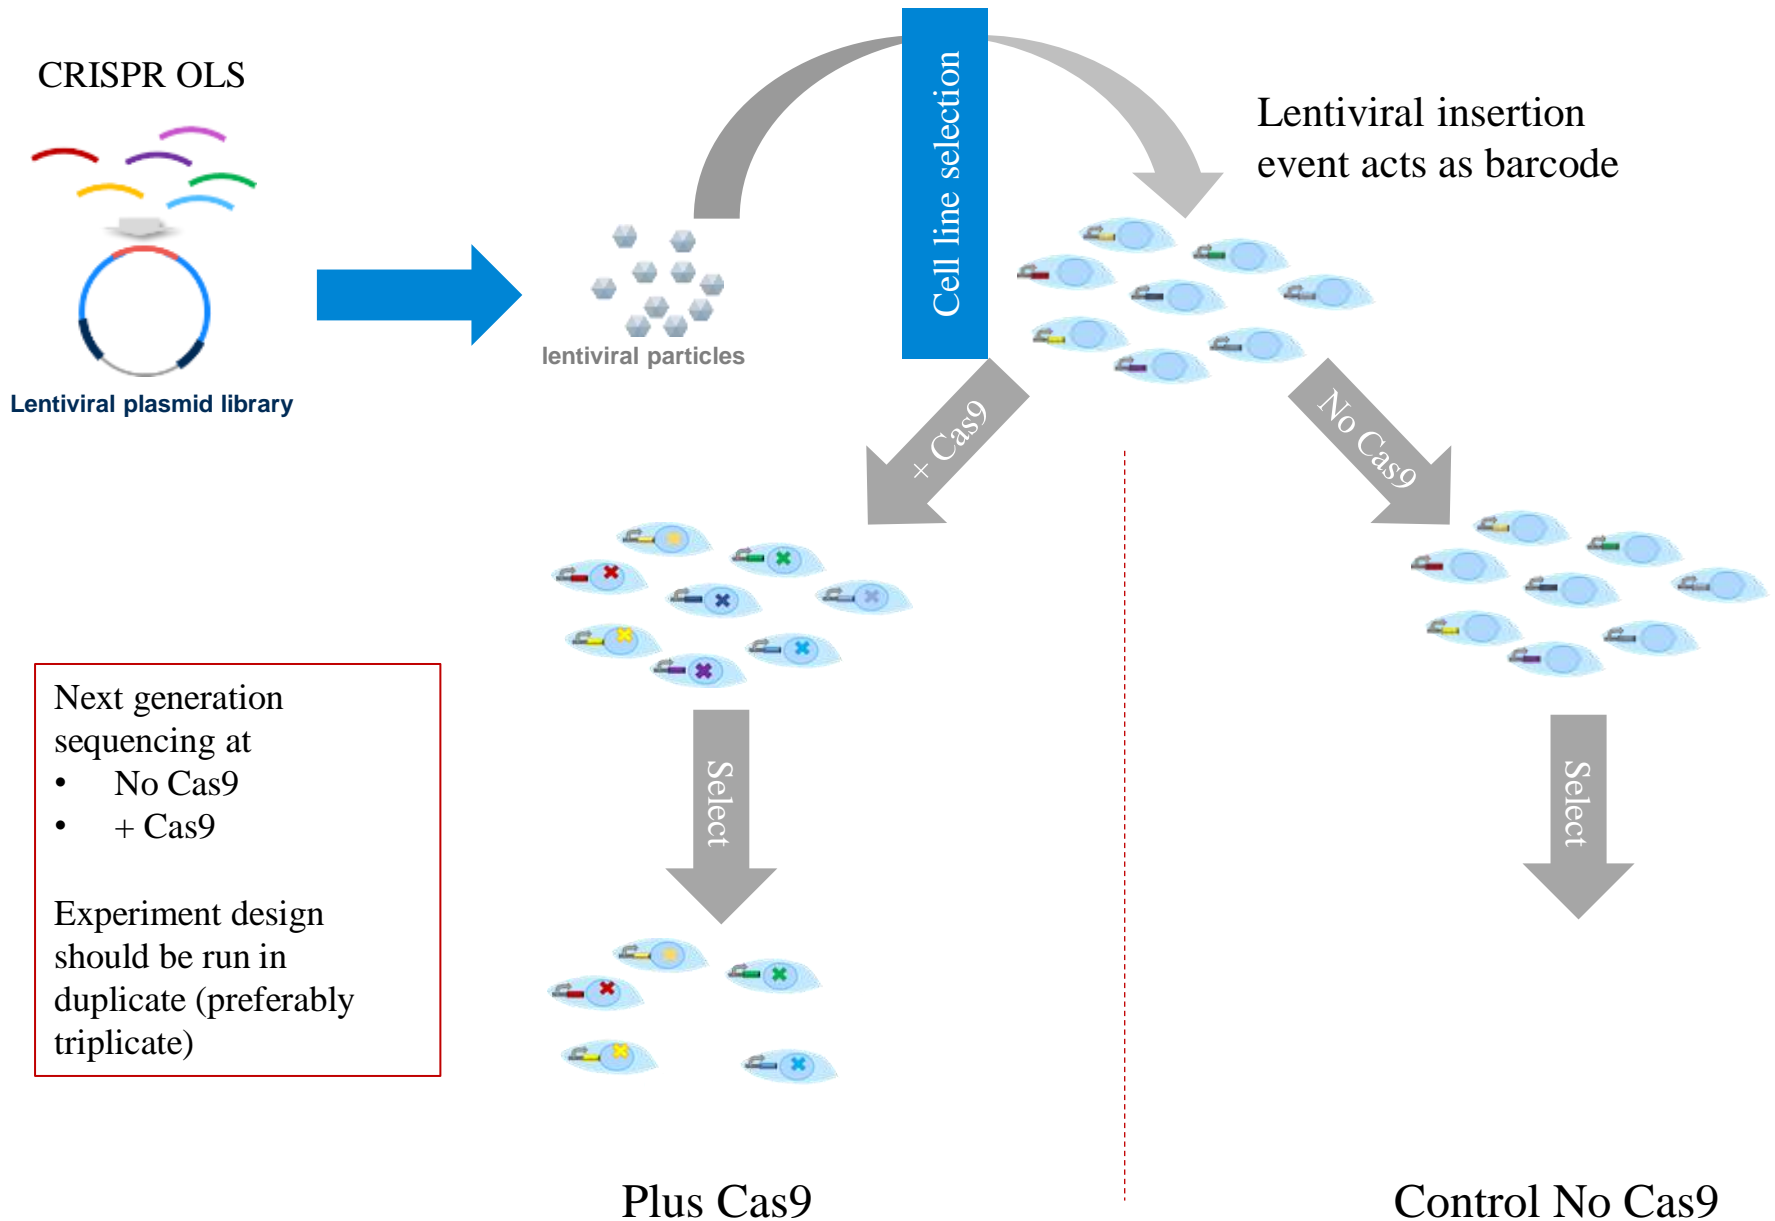 CRISPR OLS
Lentiviral plasmid library
lentiviral particles
Cell line selection
Lentiviral insertion
event acts as barcode
+ Cas9
No Cas9
Select
Select
Next generation
sequencing at
• No Cas9
• + Cas9
Experiment design
should be run in
duplicate (preferably
triplicate)
Plus Cas9
Control No Cas9